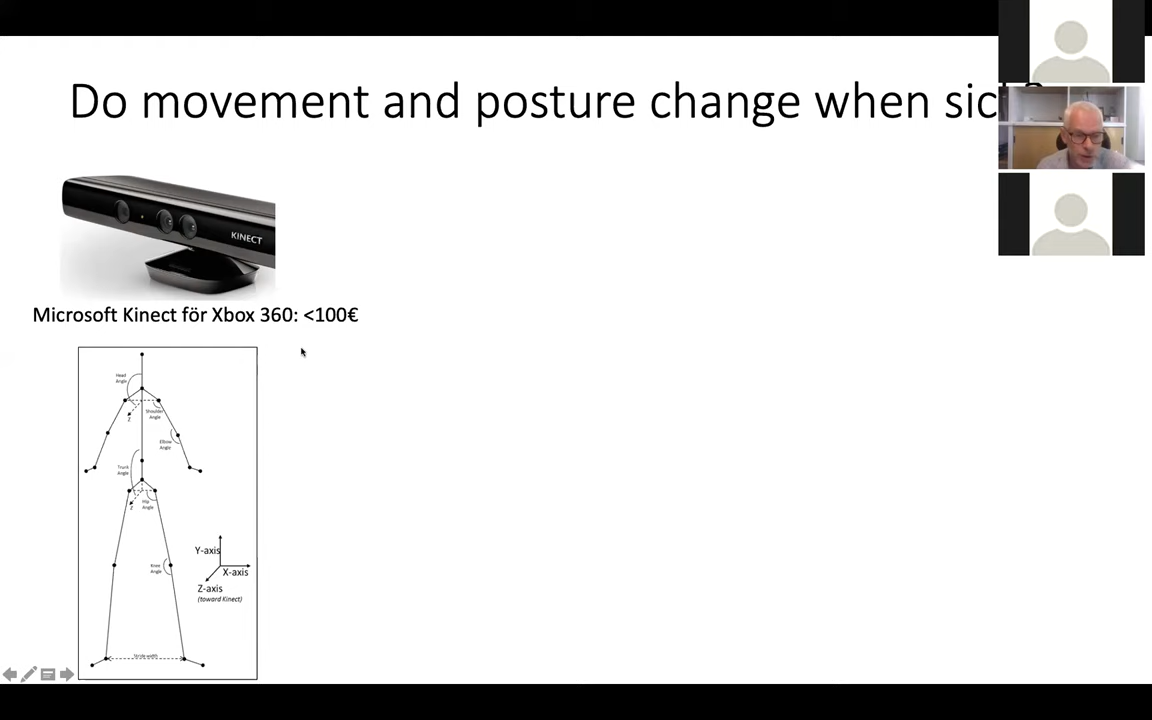 Do movement and posture change when sick?
KINECT
Microsoft Kinect för Xbox 360: <100€
Head
Angle
Shoulder
Angle
Z
Elbow
Angle
Trunk
Angle
Hip
Angle
Z
Knee
Angle
Y-axis
X-axis
Z-axis
(toward Kinect)
Stride width